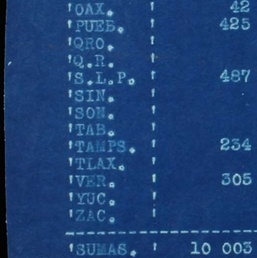 'OAX. ' 42
'PUEB. ' 425
'QRO. '
'Q.R. '
'S.L.P. ' 487
'SIN. '
'SON. '
'TAB. '
'TAMPS. ' 234
'TLAX. '
'VER. ' 305
'YUC. '
'ZAC. '
'SUMAS. ' 10 003